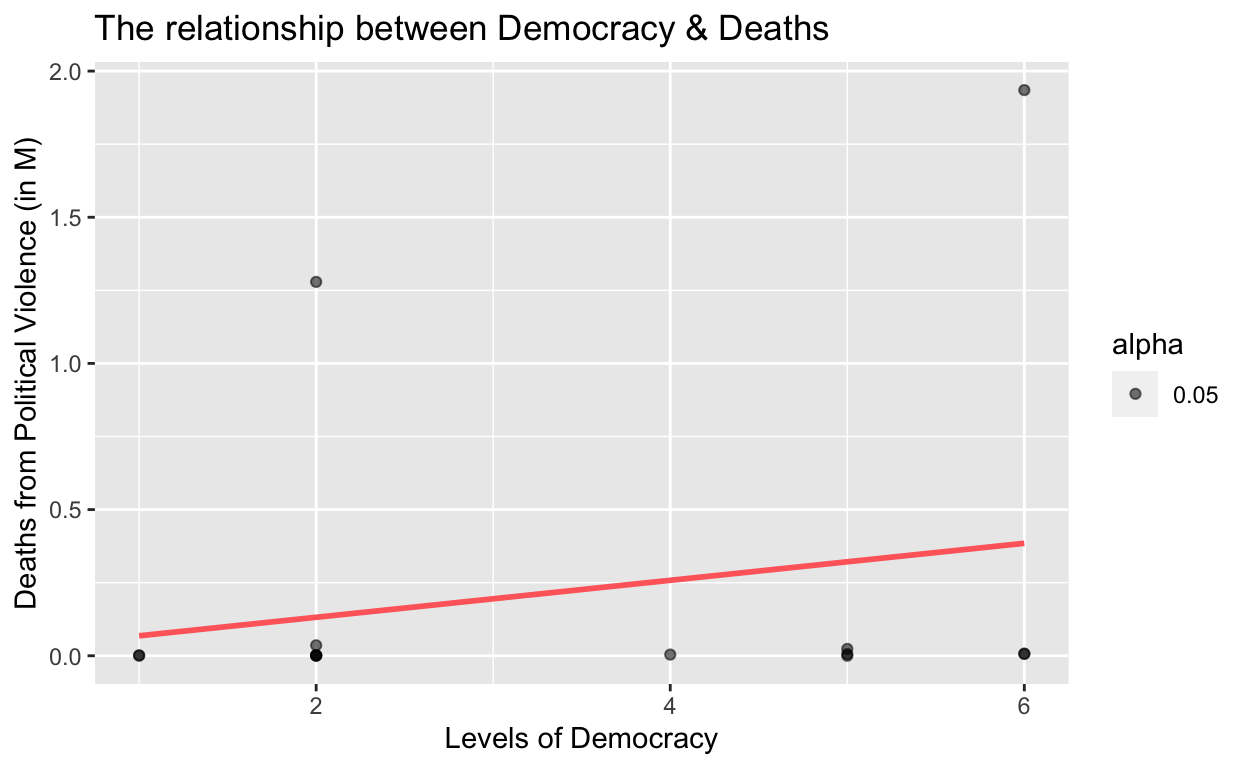 The relationship between Democracy & Deaths
Deaths from Political Violence (in M)
2.0
1.5
1.0
0.5
0.0
2 4 6
Levels of Democracy
alpha
0.05